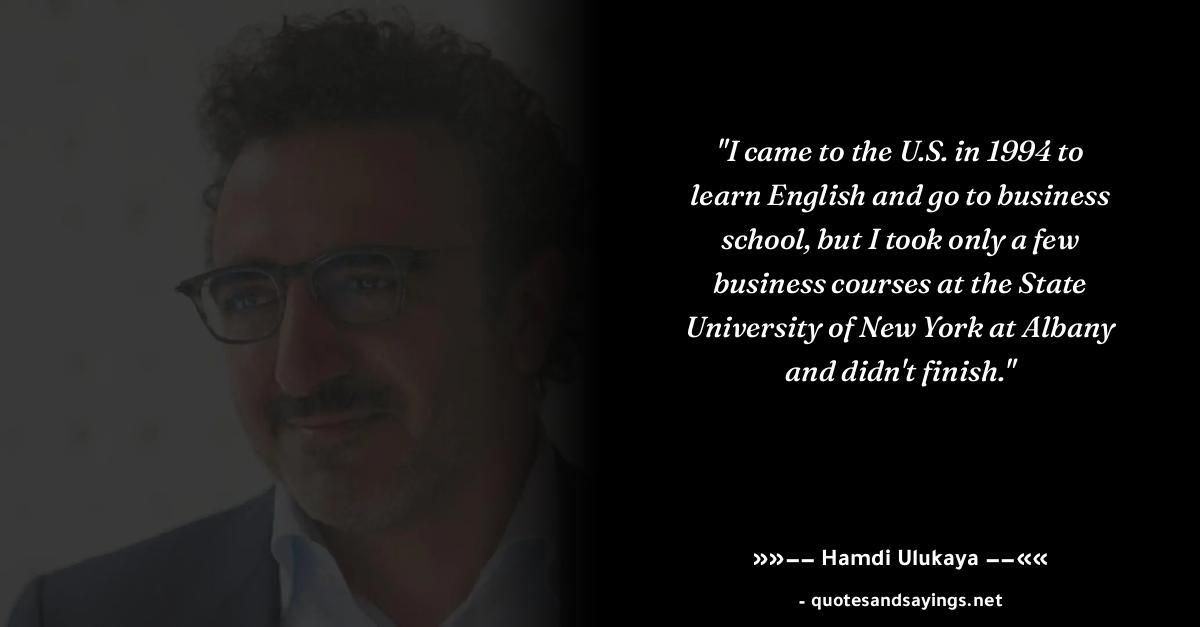 "I came to the U.S. in 1994 to
learn English and go to business
school, but I took only a few
business courses at the State
University of New York at Albany
and didn't finish."
»»−− Hamdi Ulukaya −−««
- quotesandsayings.net